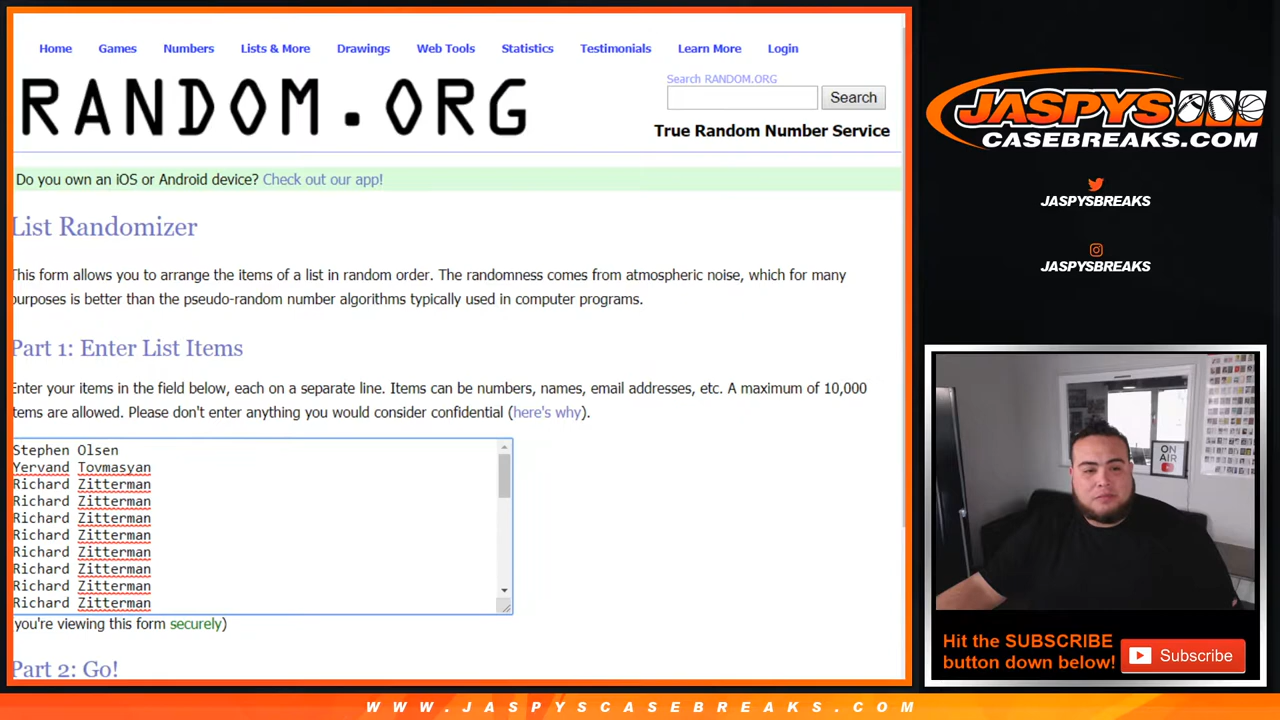 Home Games Numbers Lists & More Drawings Web Tools Statistics Testimonials Learn More Login
RANDOM.ORG
Search RANDOM.ORG
Search
True Random Number Service
Do you own an iOS or Android device? Check out our app!
List Randomizer
This form allows you to arrange the items of a list in random order. The randomness comes from atmospheric noise, which for many
purposes is better than the pseudo-random number algorithms typically used in computer programs.
Part 1: Enter List Items
Enter your items in the field below, each on a separate line. Items can be numbers, names, email addresses, etc. A maximum of 10,000
items are allowed. Please don't enter anything you would consider confidential (here's why).
Stephen Olsen
Yervand Tovmasyan
Richard Zitterman
Richard Zitterman
Richard Zitterman
Richard Zitterman
Richard Zitterman
Richard Zitterman
Richard Zitterman
Richard Zitterman
you're viewing this form securely)
Part 2: Go!
JASPYS
CASEBREAKS.COM
JASPYSBREAKS
JASPYSBREAKS
ON
AIR
Hit the SUBSCRIBE
button down below!
Subscribe
WWW.JASPYSCASEBREAKS.COM